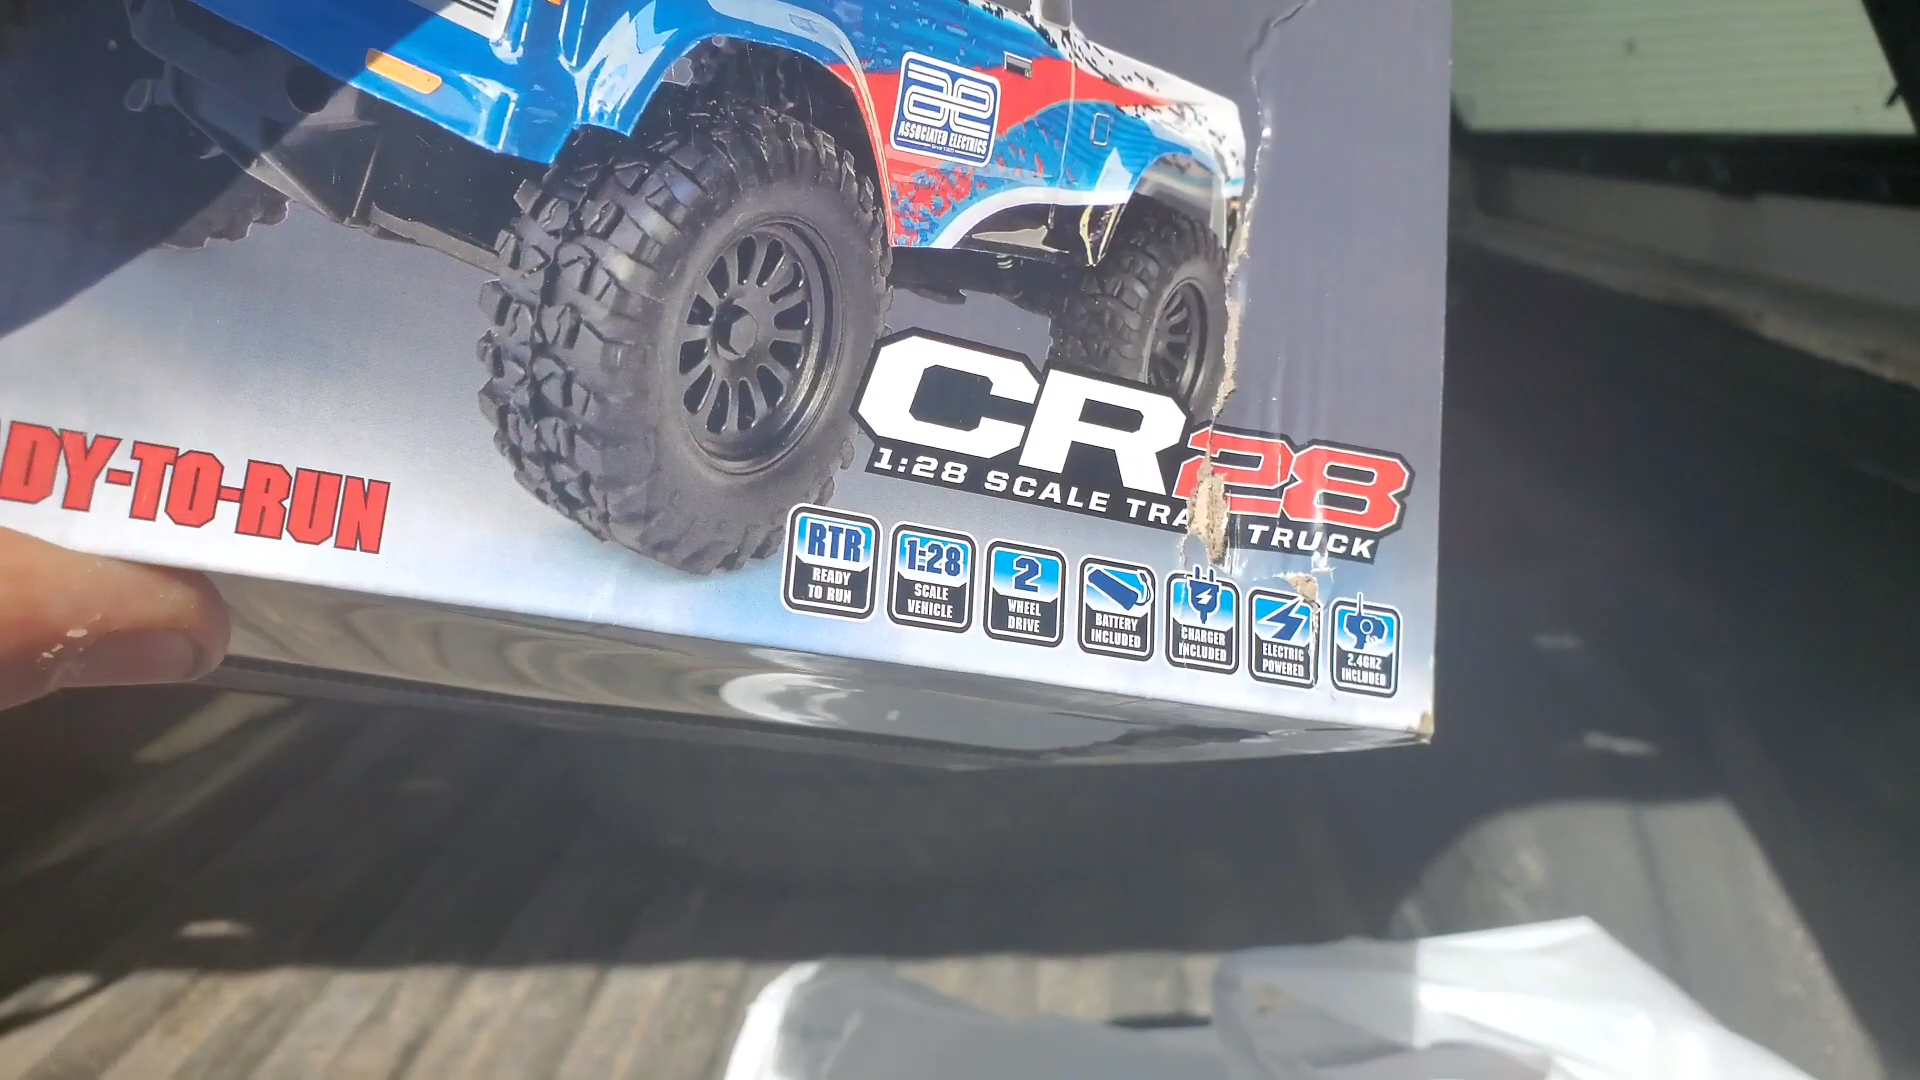 ASSOCIATED ELECTRICS
DY-TO-RUN
CR28
1:28 SCALE TRA TRUCK
RTR
READY
TO RUN
1:28
SCALE
VEHICLE
2
WHEEL
DRIVE
BATTERY
INCLUDED
CHARGER
INCLUDED
ELECTRIC
POWERED
2.4GHZ
INCLUDED